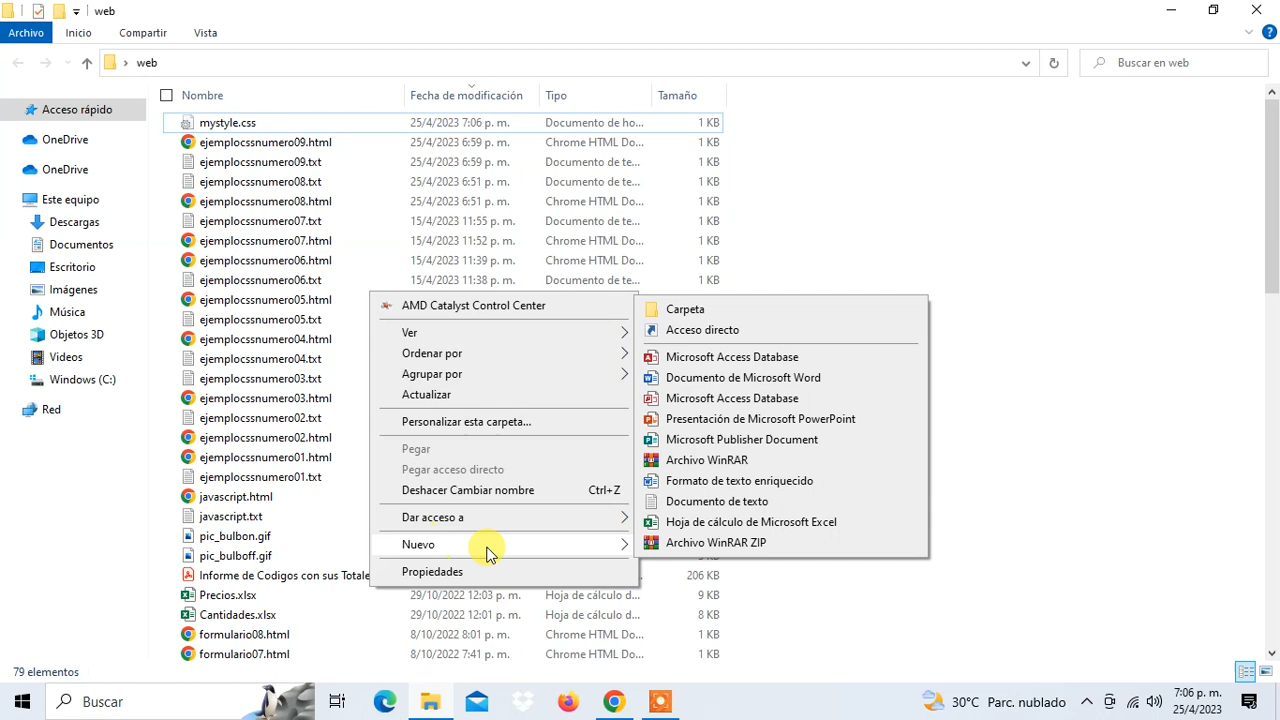 web
Archivo Inicio Compartir Vista
web Buscar en web
Nombre Fecha de modificación Tipo Tamaño
Acceso rápido
OneDrive
OneDrive
Este equipo
Descargas
Documentos
Escritorio
Imágenes
Música
Objetos 3D
Videos
Windows (C:)
Red
mystyle.css 25/4/2023 7:06 p. m. Documento de ho... 1 KB
ejemplocssnumero09.html 25/4/2023 6:59 p. m. Chrome HTML Do... 1 KB
ejemplocssnumero09.txt 25/4/2023 6:59 p. m. Documento de te... 1 KB
ejemplocssnumero08.txt 25/4/2023 6:51 p. m. Documento de te... 1 KB
ejemplocssnumero08.html 25/4/2023 6:51 p. m. Chrome HTML Do... 1 KB
ejemplocssnumero07.txt 15/4/2023 11:55 p. m. Documento de te... 1 KB
ejemplocssnumero07.html 15/4/2023 11:52 p. m. Chrome HTML Do... 1 KB
ejemplocssnumero06.html 15/4/2023 11:39 p. m. Chrome HTML Do... 1 KB
ejemplocssnumero06.txt 15/4/2023 11:38 p. m. Documento de te... 1 KB
ejemplocssnumero05.html
ejemplocssnumero05.txt
ejemplocssnumero04.html
ejemplocssnumero04.txt
ejemplocssnumero03.txt
ejemplocssnumero03.html
ejemplocssnumero02.txt
ejemplocssnumero02.html
ejemplocssnumero01.html
ejemplocssnumero01.txt
javascript.html
javascript.txt
pic_bulbon.gif
pic_bulboff.gif
Informe de Codigos con sus Totale 206 KB
Precios.xlsx 29/10/2022 12:03 p. m. Hoja de cálculo d... 9 KB
Cantidades.xlsx 29/10/2022 12:01 p. m. Hoja de cálculo d... 8 KB
formulario08.html 8/10/2022 8:01 p. m. Chrome HTML Do... 1 KB
formulario07.html 8/10/2022 7:41 p. m. Chrome HTML Do... 1 KB
AMD Catalyst Control Center
Ver
Ordenar por
Agrupar por
Actualizar
Personalizar esta carpeta...
Pegar
Pegar acceso directo
Deshacer Cambiar nombre Ctrl+Z
Dar acceso a
Nuevo
Propiedades
Carpeta
Acceso directo
Microsoft Access Database
Documento de Microsoft Word
Microsoft Access Database
Presentación de Microsoft PowerPoint
Microsoft Publisher Document
Archivo WinRAR
Formato de texto enriquecido
Documento de texto
Hoja de cálculo de Microsoft Excel
Archivo WinRAR ZIP
79 elementos
Buscar
30°C Parc. nublado
7:06 p. m.
25/4/2023